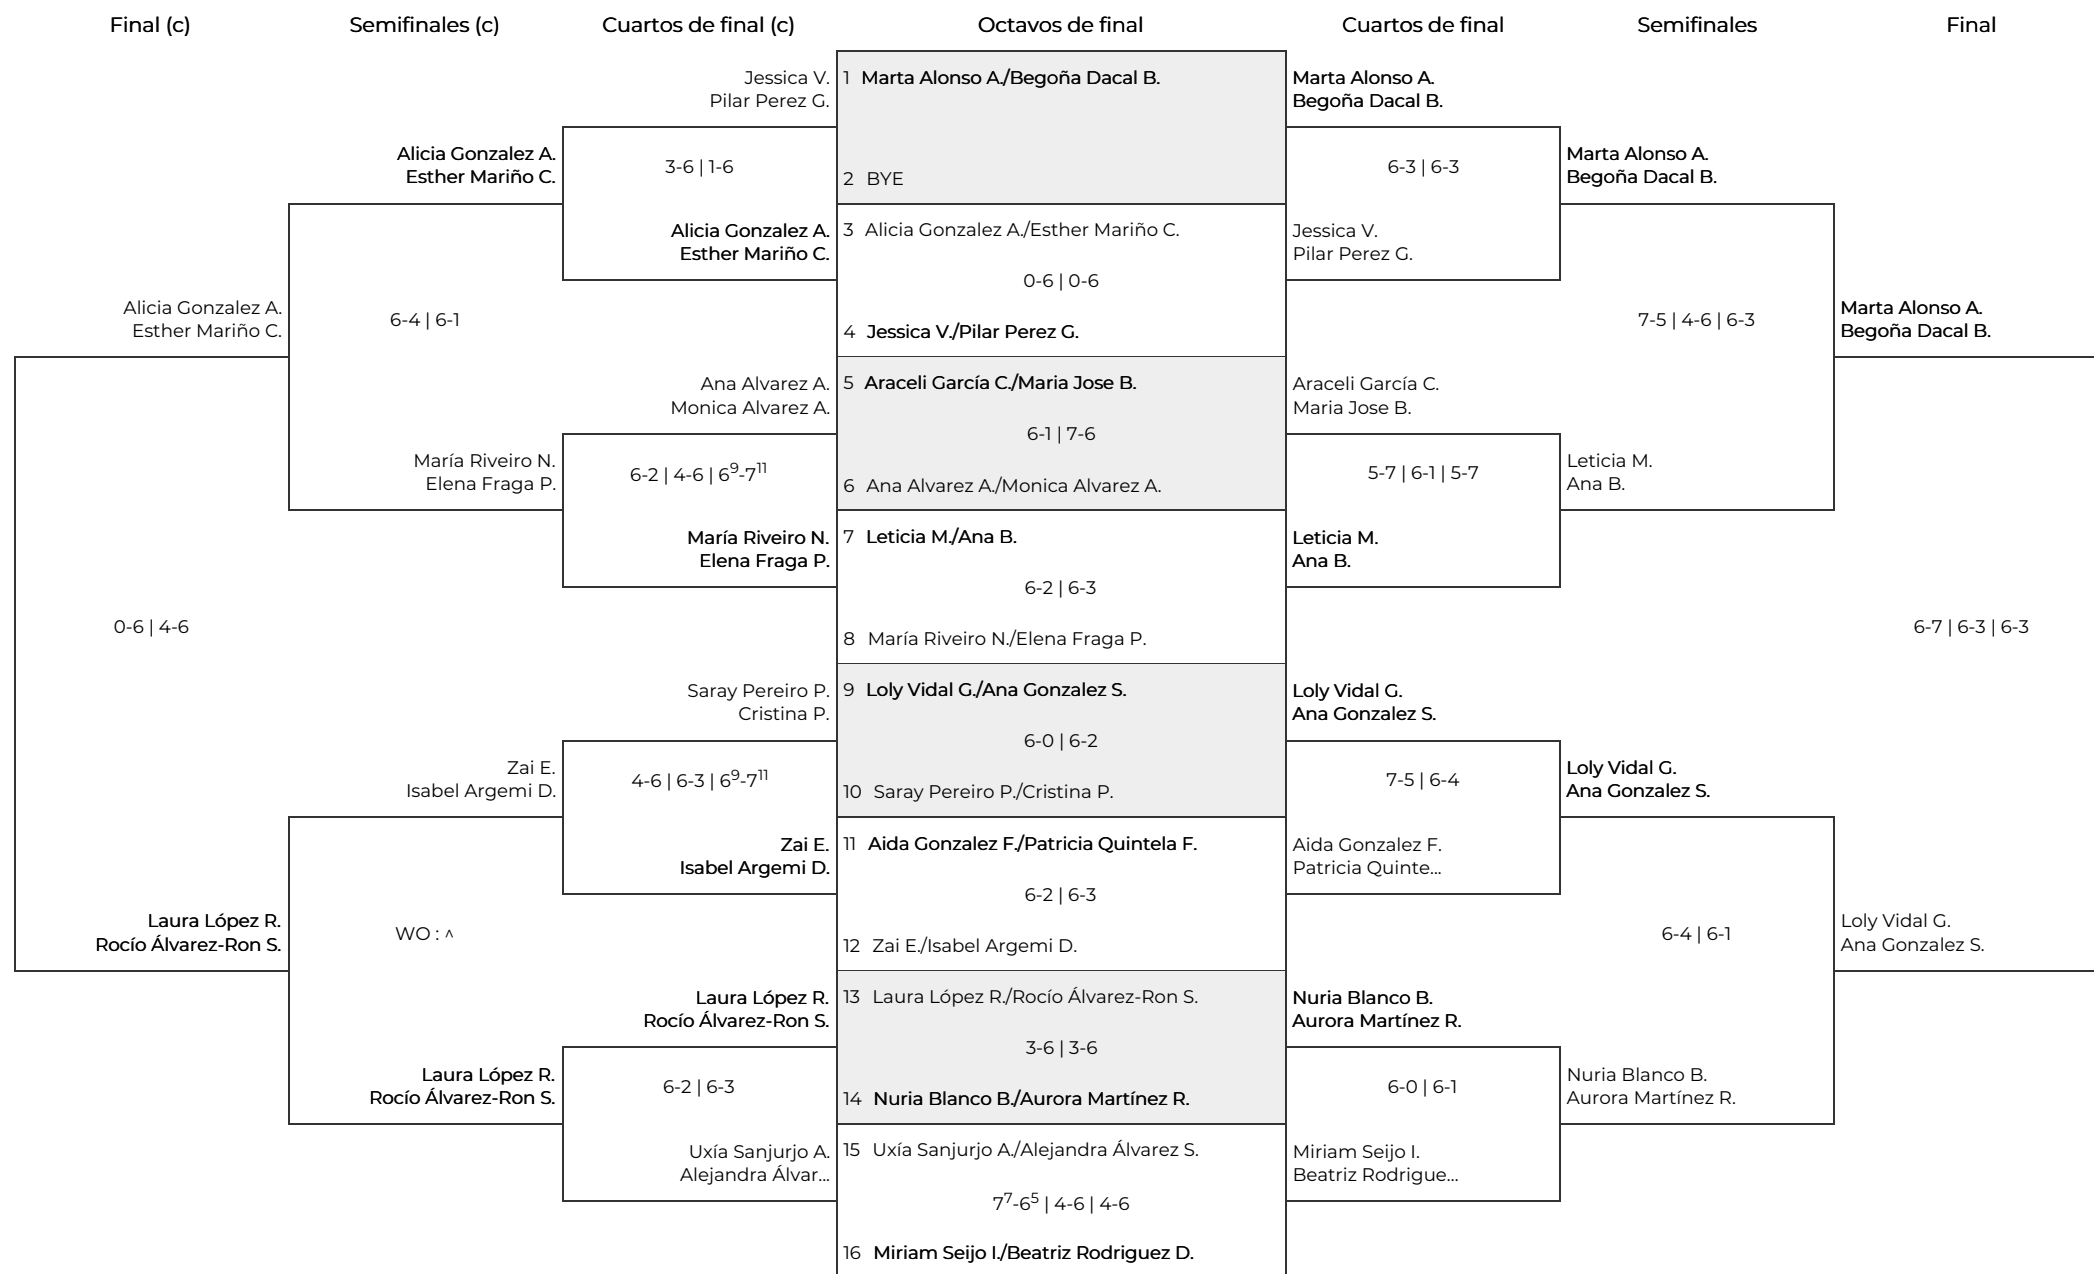 Final (c)
Semifinales (c)
Cuartos de final (c)
Octavos de final
Cuartos de final
Semifinales
Final
Alicia Gonzalez A.
Esther Mariño C.
0-6 | 4-6
Laura López R.
Rocío Álvarez-Ron S.
Alicia Gonzalez A.
Esther Mariño C.
6-4 | 6-1
María Riveiro N.
Elena Fraga P.
Zai E.
Isabel Argemi D.
WO : ^
Laura López R.
Rocío Álvarez-Ron S.
Jessica V.
Pilar Perez G.
3-6 | 1-6
Alicia Gonzalez A.
Esther Mariño C.
Ana Alvarez A.
Monica Alvarez A.
6-2 | 4-6 | 6⁹-7¹¹
María Riveiro N.
Elena Fraga P.
Saray Pereiro P.
Cristina P.
4-6 | 6-3 | 6⁹-7¹¹
Zai E.
Isabel Argemi D.
Laura López R.
Rocío Álvarez-Ron S.
6-2 | 6-3
Uxía Sanjurjo A.
Alejandra Álvar...
1 Marta Alonso A./Begoña Dacal B.
2 BYE
3 Alicia Gonzalez A./Esther Mariño C.
0-6 | 0-6
4 Jessica V./Pilar Perez G.
5 Araceli García C./Maria Jose B.
6-1 | 7-6
6 Ana Alvarez A./Monica Alvarez A.
7 Leticia M./Ana B.
6-2 | 6-3
8 María Riveiro N./Elena Fraga P.
9 Loly Vidal G./Ana Gonzalez S.
6-0 | 6-2
10 Saray Pereiro P./Cristina P.
11 Aida Gonzalez F./Patricia Quintela F.
6-2 | 6-3
12 Zai E./Isabel Argemi D.
13 Laura López R./Rocío Álvarez-Ron S.
3-6 | 3-6
14 Nuria Blanco B./Aurora Martínez R.
15 Uxía Sanjurjo A./Alejandra Álvarez S.
7⁷-6⁵ | 4-6 | 4-6
16 Miriam Seijo I./Beatriz Rodriguez D.
Marta Alonso A.
Begoña Dacal B.
6-3 | 6-3
Jessica V.
Pilar Perez G.
Araceli García C.
Maria Jose B.
5-7 | 6-1 | 5-7
Leticia M.
Ana B.
Loly Vidal G.
Ana Gonzalez S.
7-5 | 6-4
Aida Gonzalez F.
Patricia Quinte...
Nuria Blanco B.
Aurora Martínez R.
6-0 | 6-1
Miriam Seijo I.
Beatriz Rodrigue...
Marta Alonso A.
Begoña Dacal B.
7-5 | 4-6 | 6-3
Leticia M.
Ana B.
Loly Vidal G.
Ana Gonzalez S.
6-4 | 6-1
Nuria Blanco B.
Aurora Martínez R.
Marta Alonso A.
Begoña Dacal B.
6-7 | 6-3 | 6-3
Loly Vidal G.
Ana Gonzalez S.